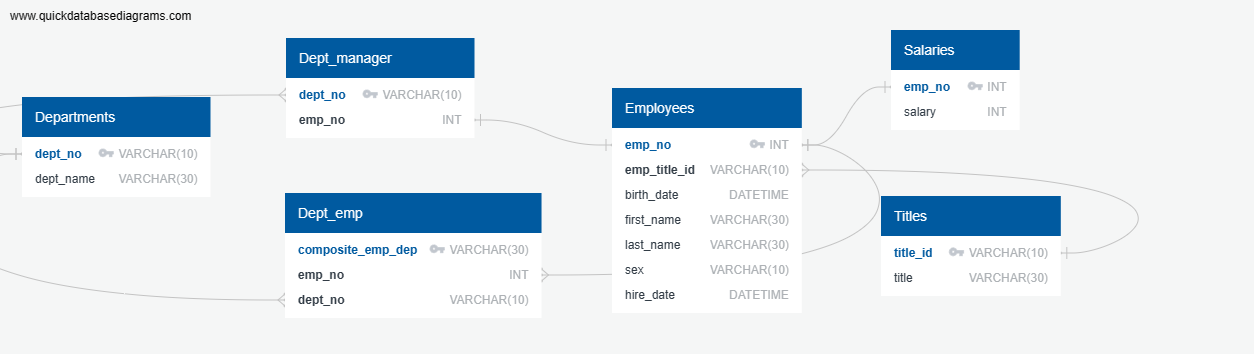 www.quickdatabasediagrams.com
Departments
dept_no VARCHAR(10)
dept_name VARCHAR(30)
Dept_manager
dept_no VARCHAR(10)
emp_no INT
Dept_emp
composite_emp_dep VARCHAR(30)
emp_no INT
dept_no VARCHAR(10)
Employees
emp_no INT
emp_title_id VARCHAR(10)
birth_date DATETIME
first_name VARCHAR(30)
last_name VARCHAR(30)
sex VARCHAR(10)
hire_date DATETIME
Salaries
emp_no INT
salary INT
Titles
title_id VARCHAR(10)
title VARCHAR(30)